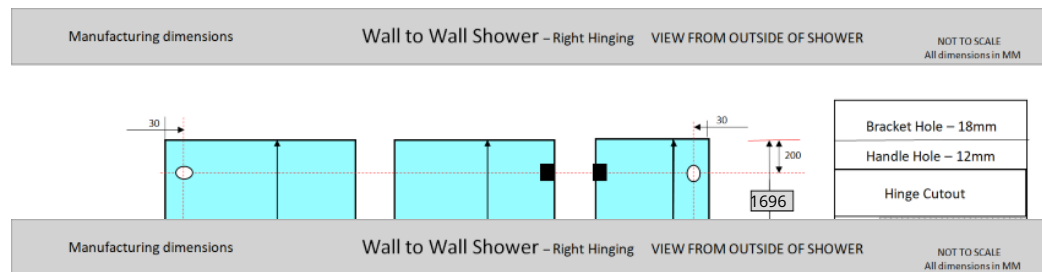 Manufacturing dimensions Wall to Wall Shower – Right Hinging VIEW FROM OUTSIDE OF SHOWER NOT TO SCALE
All dimensions in MM
30 30
Bracket Hole – 18mm
200
Handle Hole – 12mm
Hinge Cutout
1696
Manufacturing dimensions Wall to Wall Shower – Right Hinging VIEW FROM OUTSIDE OF SHOWER NOT TO SCALE
All dimensions in MM